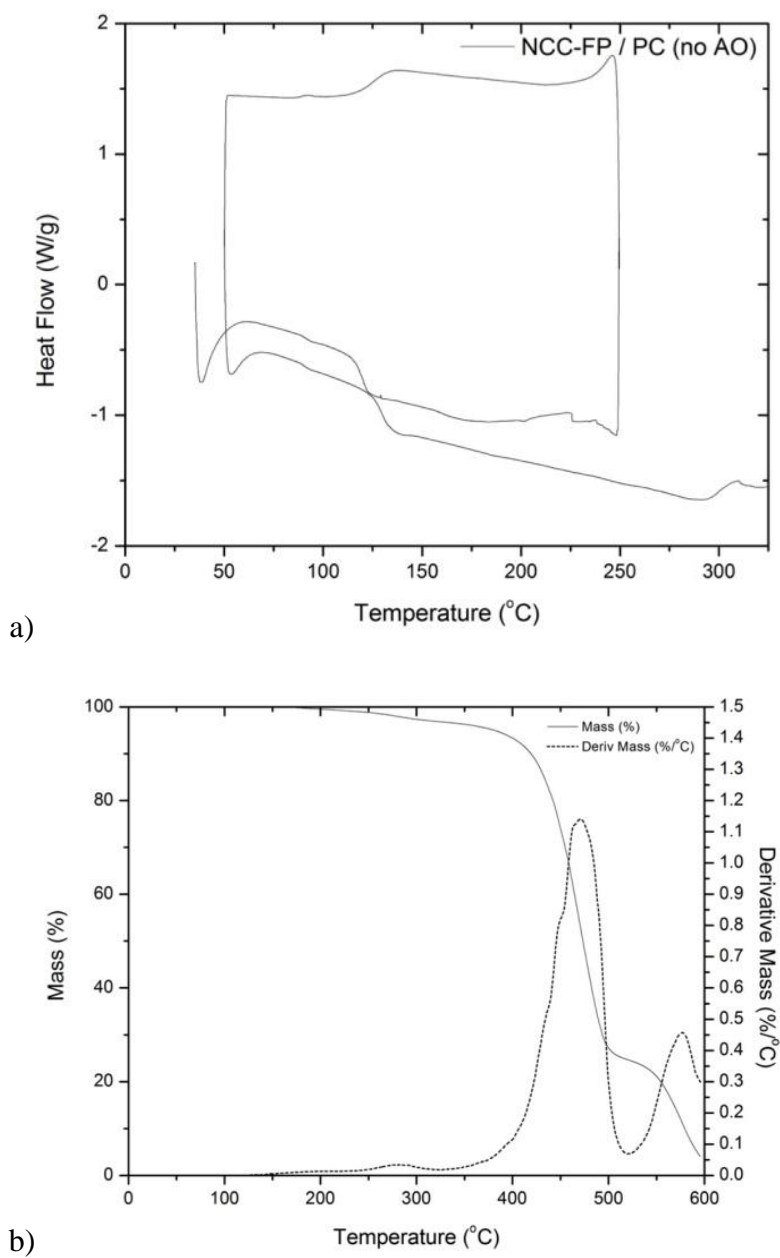 NCC-FP / PC (no AO)
2
1
0
-1
-2
Heat Flow (W/g)
0 50 100 150 200 250 300
Temperature (°C)
a)
Mass (%)
Deriv Mass (%/°C)
100
80
60
40
20
0
Mass (%)
1.5
1.4
1.3
1.2
1.1
1.0
0.9
0.8
0.7
0.6
0.5
0.4
0.3
0.2
0.1
0.0
Derivative Mass (%/°C)
0 100 200 300 400 500 600
Temperature (°C)
b)